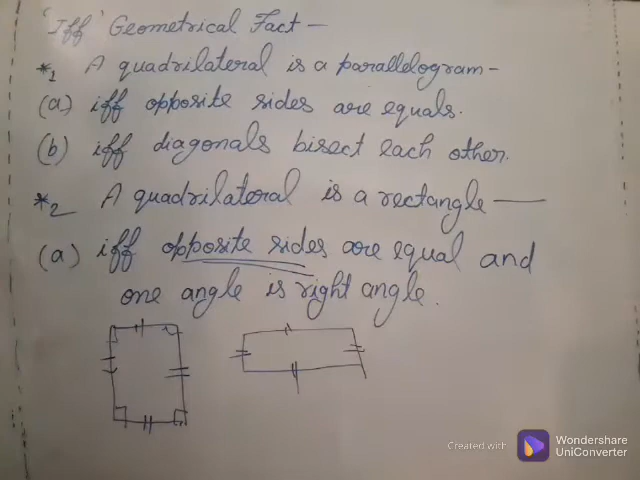 'Iff' Geometrical Fact –
*1 A quadrilateral is a parallelogram –
(a) iff opposite sides are equals.
(b) iff diagonals bisect each other.
*2 A quadrilateral is a rectangle —
(a) iff opposite sides are equal and
one angle is right angle.
Created with
Wondershare
UniConverter